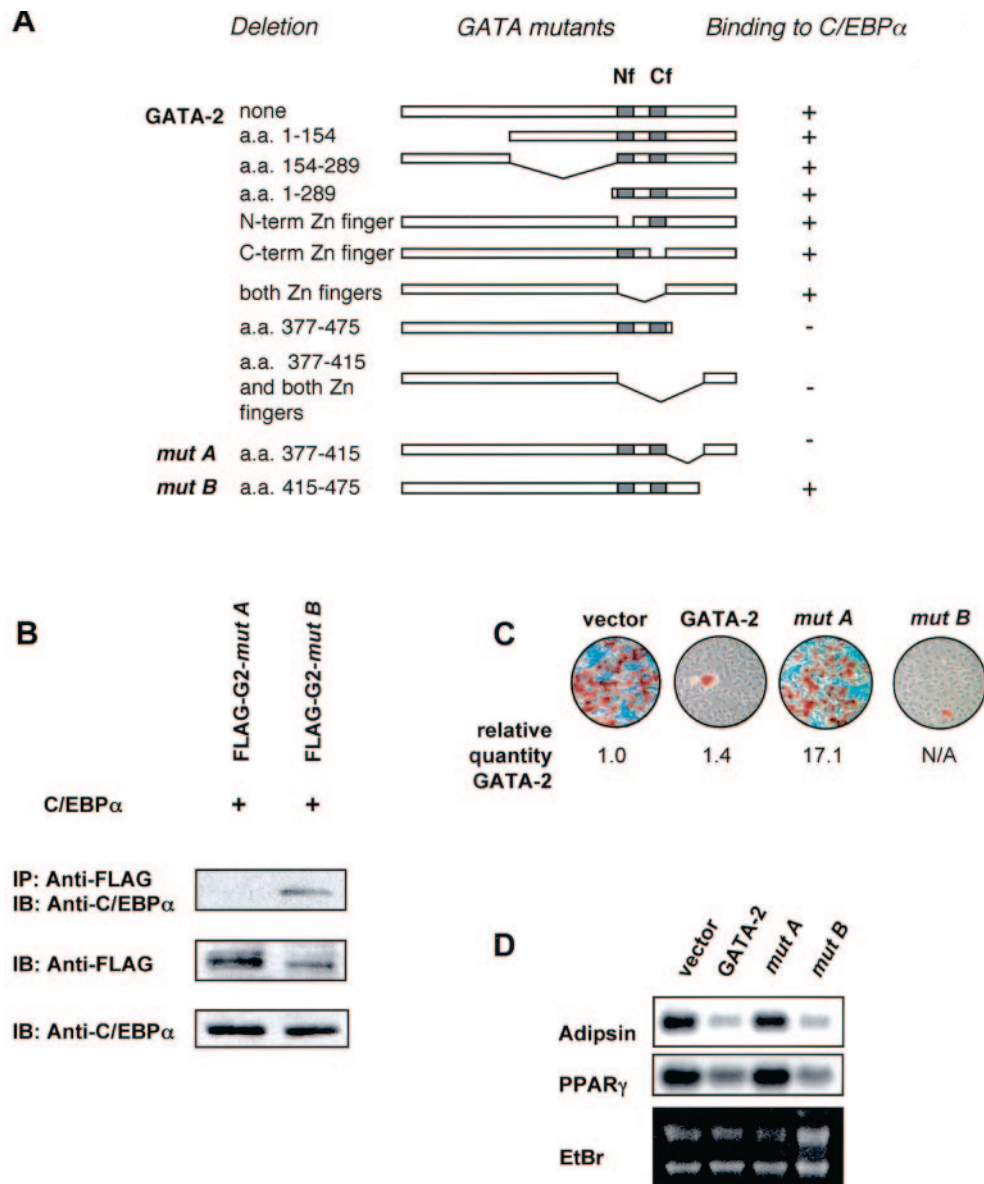 A
Deletion GATA mutants Binding to C/EBPα
Nf Cf
GATA-2 none +
a.a. 1-154 +
a.a. 154-289 +
a.a. 1-289 +
N-term Zn finger +
C-term Zn finger +
both Zn fingers +
a.a. 377-475 -
a.a. 377-415
and both Zn -
fingers
mut A a.a. 377-415 -
mut B a.a. 415-475 +
B
FLAG-G2-mut A
FLAG-G2-mut B
C/EBPα + +
IP: Anti-FLAG
IB: Anti-C/EBPα
IB: Anti-FLAG
IB: Anti-C/EBPα
C
vector GATA-2 mut A mut B
relative
quantity 1.0 1.4 17.1 N/A
GATA-2
D
vector GATA-2 mut A mut B
Adipsin
PPARγ
EtBr